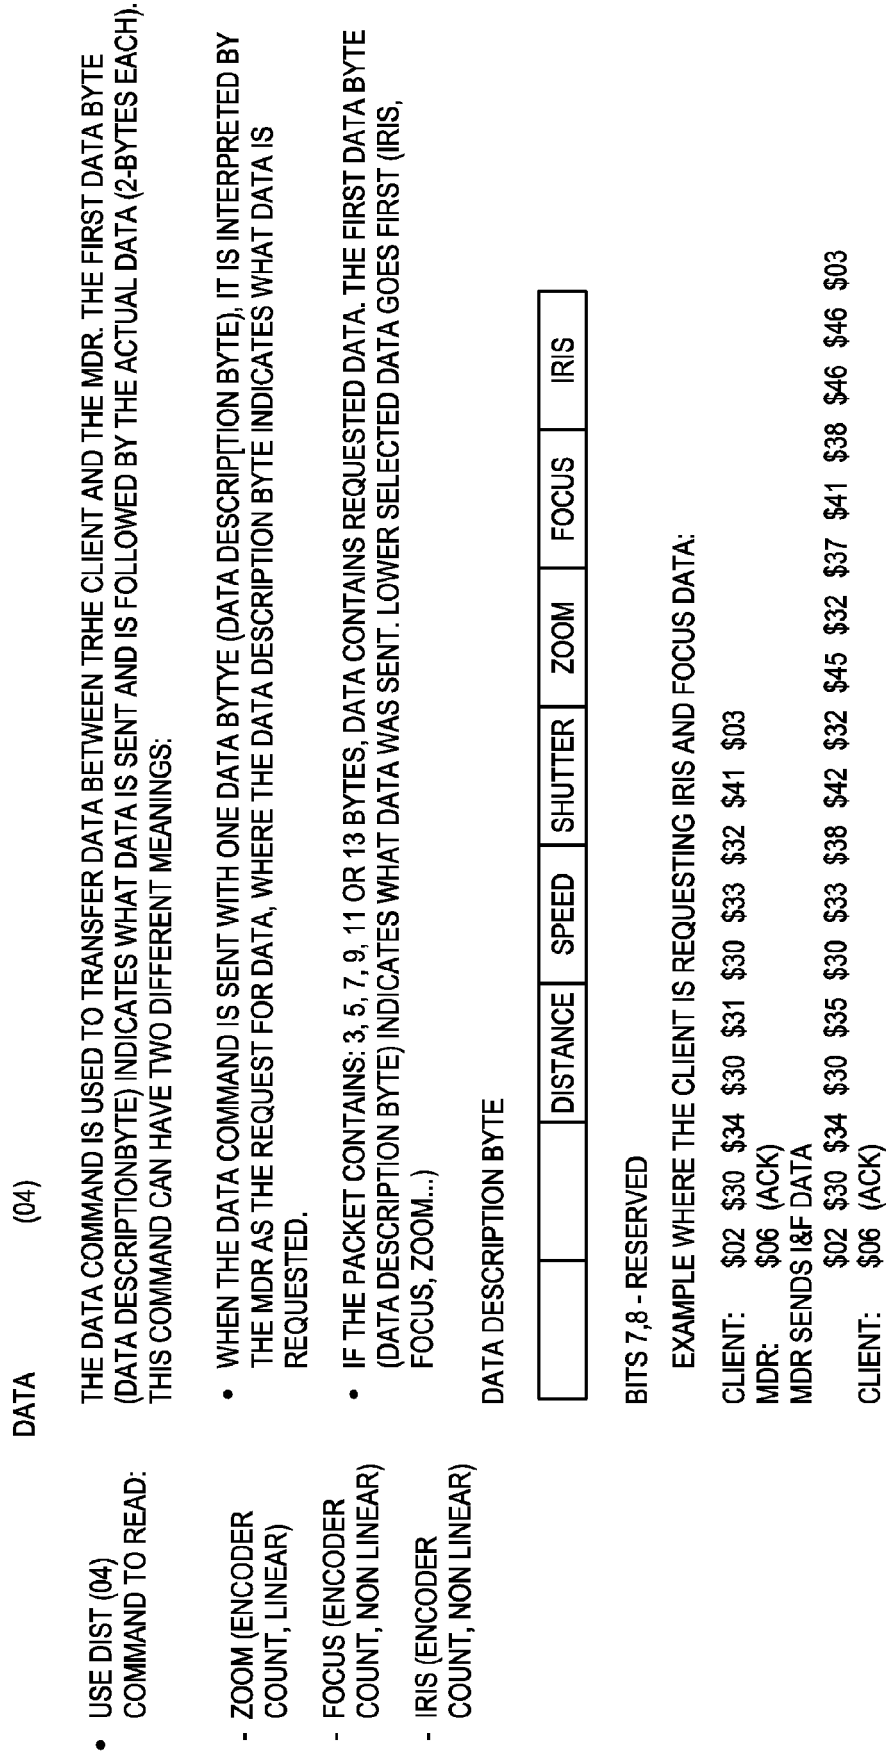 DATA (04)
THE DATA COMMAND IS USED TO TRANSFER DATA BETWEEN TRHE CLIENT AND THE MDR. THE FIRST DATA BYTE
(DATA DESCRIPTIONBYTE) INDICATES WHAT DATA IS SENT AND IS FOLLOWED BY THE ACTUAL DATA (2-BYTES EACH).
THIS COMMAND CAN HAVE TWO DIFFERENT MEANINGS:
• WHEN THE DATA COMMAND IS SENT WITH ONE DATA BYTYE (DATA DESCRIP[TION BYTE), IT IS INTERPRETED BY
THE MDR AS THE REQUEST FOR DATA, WHERE THE DATA DESCRIPTION BYTE INDICATES WHAT DATA IS
REQUESTED.
• IF THE PACKET CONTAINS: 3, 5, 7, 9, 11 OR 13 BYTES, DATA CONTAINS REQUESTED DATA. THE FIRST DATA BYTE
(DATA DESCRIPTION BYTE) INDICATES WHAT DATA WAS SENT. LOWER SELECTED DATA GOES FIRST (IRIS,
FOCUS, ZOOM...)
DATA DESCRIPTION BYTE
DISTANCE SPEED SHUTTER ZOOM FOCUS IRIS
BITS 7,8 - RESERVED
EXAMPLE WHERE THE CLIENT IS REQUESTING IRIS AND FOCUS DATA:
CLIENT: $02 $30 $34 $30 $31 $30 $33 $32 $41 $03
MDR: $06 (ACK)
MDR SENDS I&F DATA
$02 $30 $34 $30 $35 $30 $33 $38 $42 $32 $45 $32 $37 $41 $38 $46 $46 $03
CLIENT: $06 (ACK)
• USE DIST (04)
COMMAND TO READ:
- ZOOM (ENCODER
COUNT, LINEAR)
- FOCUS (ENCODER
COUNT, NON LINEAR)
- IRIS (ENCODER
COUNT, NON LINEAR)